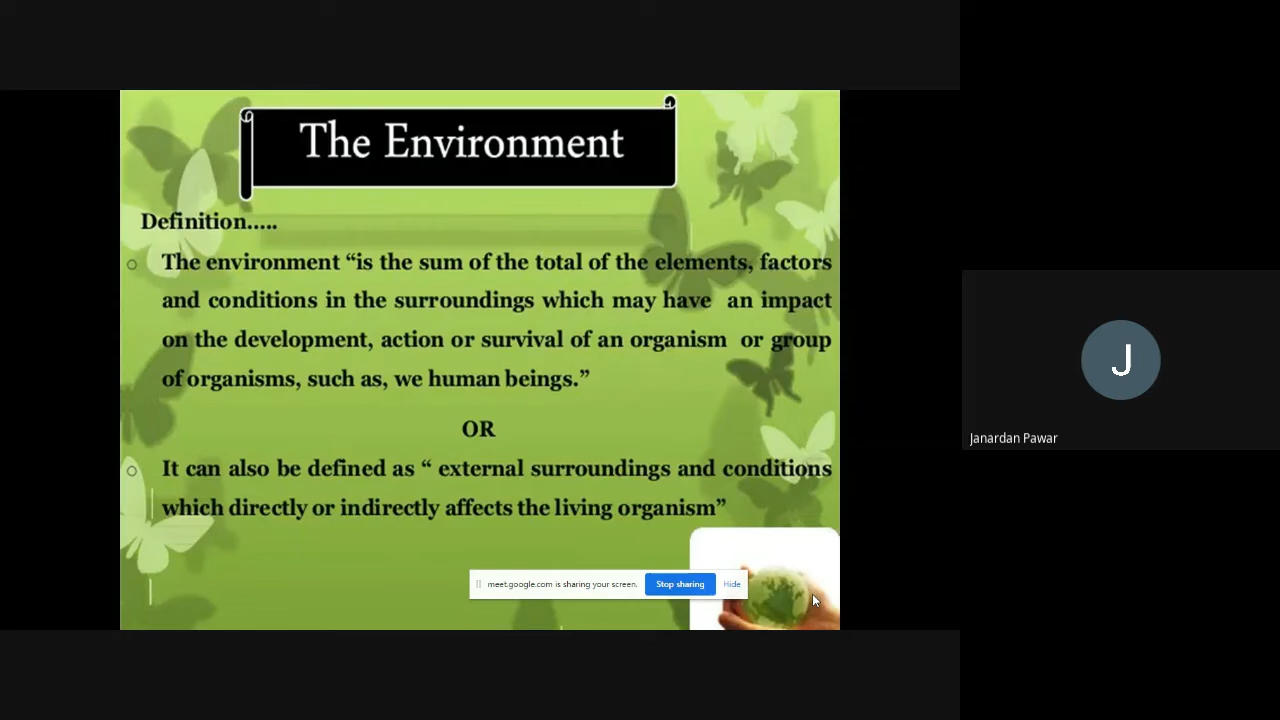 The Environment
Definition.....
The environment “is the sum of the total of the elements, factors
and conditions in the surroundings which may have an impact
on the development, action or survival of an organism or group
of organisms, such as, we human beings.”
OR
It can also be defined as “ external surroundings and conditions
which directly or indirectly affects the living organism”
meet.google.com is sharing your screen. Stop sharing Hide
J
Janardan Pawar